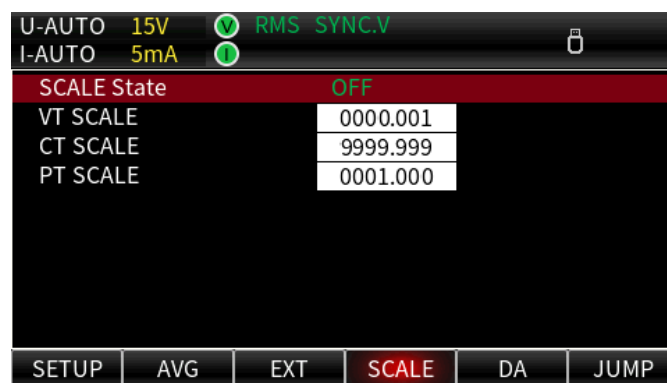 U-AUTO 15V V RMS SYNC.V
I-AUTO 5mA I
SCALE State OFF
VT SCALE 0000.001
CT SCALE 9999.999
PT SCALE 0001.000
SETUP AVG EXT SCALE DA JUMP